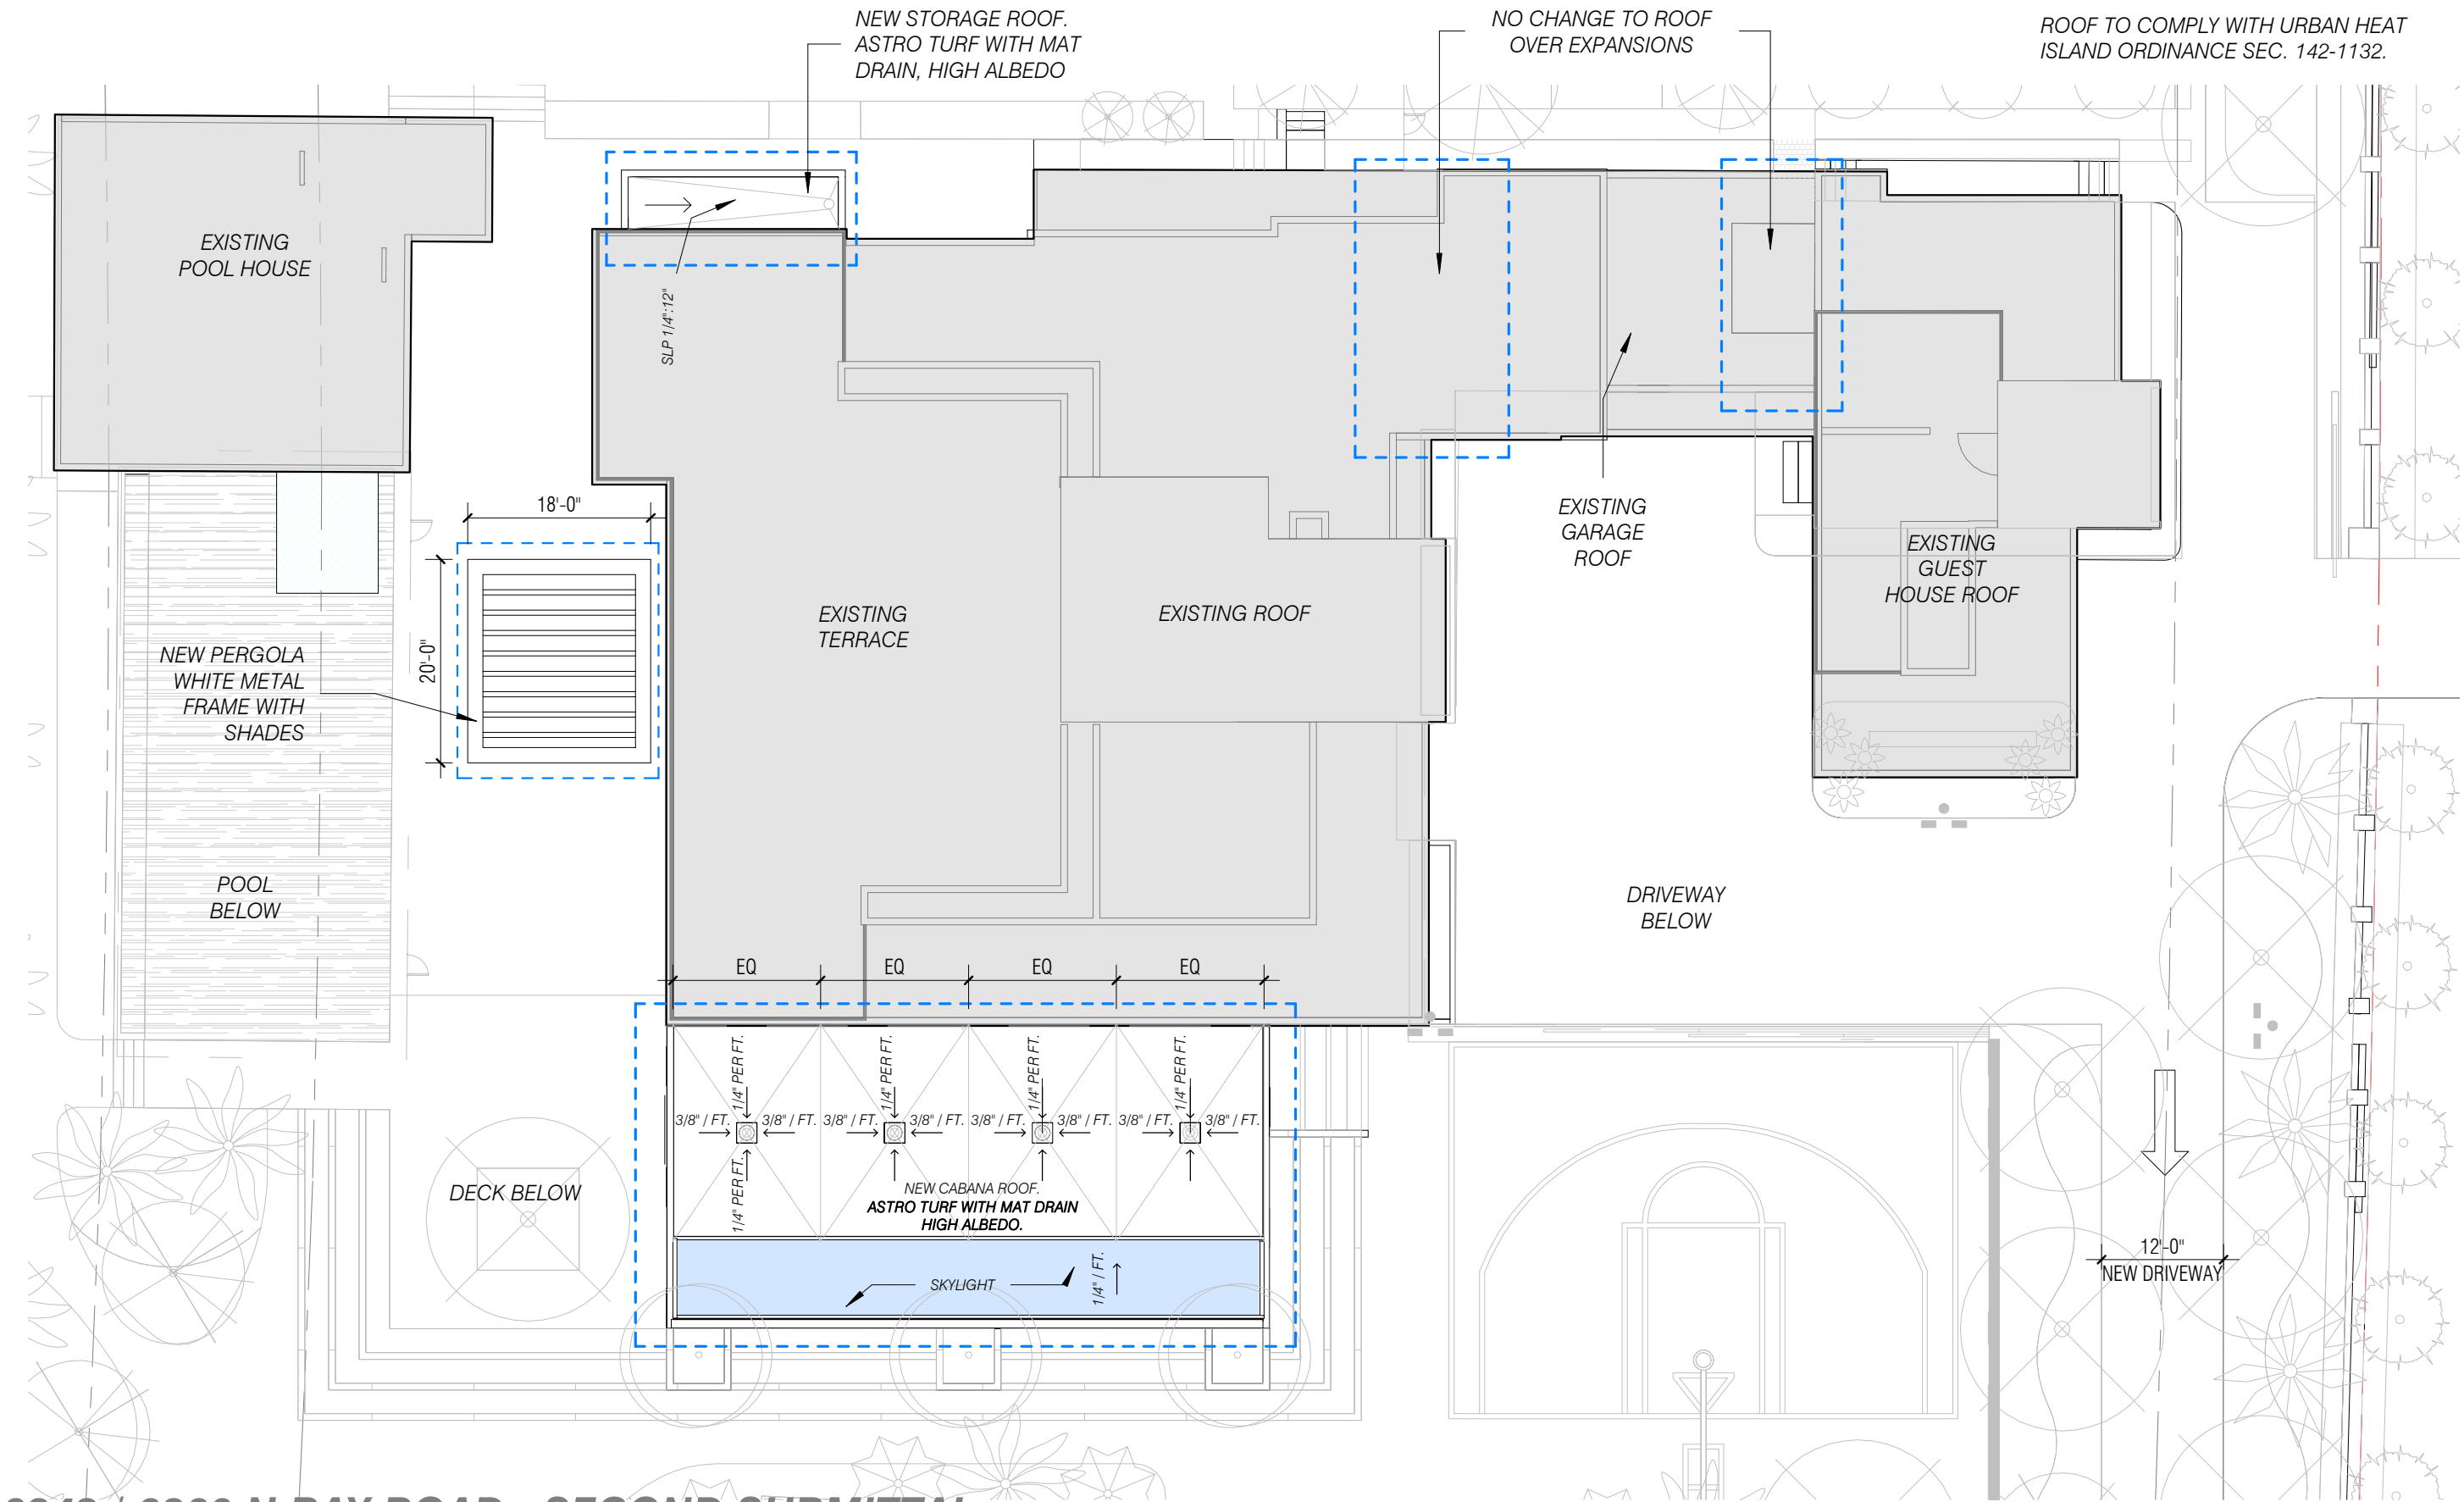 NEW STORAGE ROOF.
ASTRO TURF WITH MAT
DRAIN, HIGH ALBEDO
NO CHANGE TO ROOF
OVER EXPANSIONS
ROOF TO COMPLY WITH URBAN HEAT
ISLAND ORDINANCE SEC. 142-1132.
EXISTING
POOL HOUSE
SLP 1/4":12"
18'-0"
20'-0"
NEW PERGOLA
WHITE METAL
FRAME WITH
SHADES
EXISTING
TERRACE
EXISTING ROOF
EXISTING
GARAGE
ROOF
EXISTING
GUEST
HOUSE ROOF
POOL
BELOW
DRIVEWAY
BELOW
EQ
EQ
EQ
EQ
1/4" PER FT.
1/4" PER FT.
1/4" PER FT.
1/4" PER FT.
3/8" / FT.
3/8" / FT.
3/8" / FT.
3/8" / FT.
3/8" / FT.
3/8" / FT.
3/8" / FT.
3/8" / FT.
1/4" PER FT.
DECK BELOW
NEW CABANA ROOF.
ASTRO TURF WITH MAT DRAIN
HIGH ALBEDO.
SKYLIGHT
1/4" / FT.
12'-0"
NEW DRIVEWAY
N BAY ROAD - SECOND SUBMITTAL